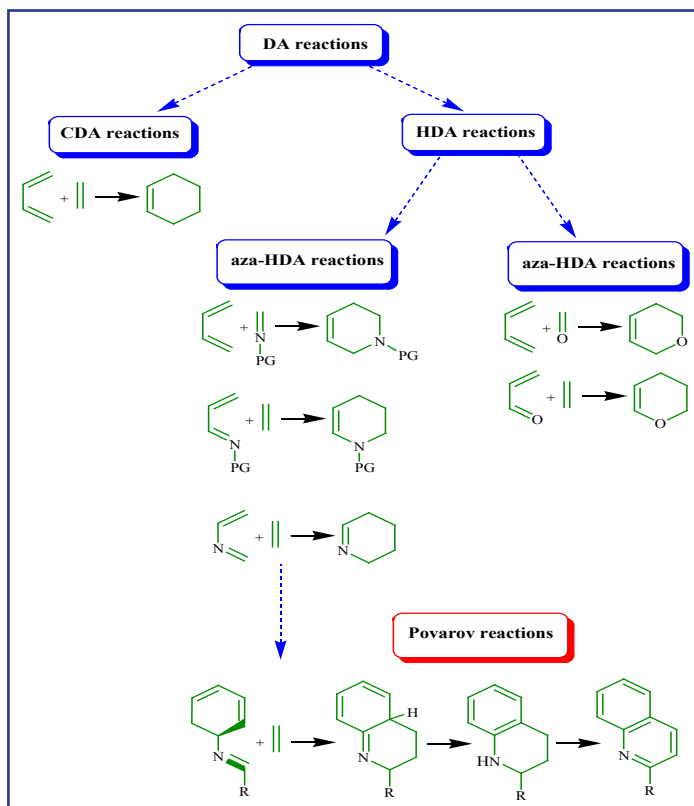 DA reactions
CDA reactions
HDA reactions
+
aza-HDA reactions
aza-HDA reactions
+
N
PG
N
PG
+
O
O
+
N
PG
N
PG
+
O
O
+
N
N
Povarov reactions
+
N
R
H
N
R
HN
R
N
R